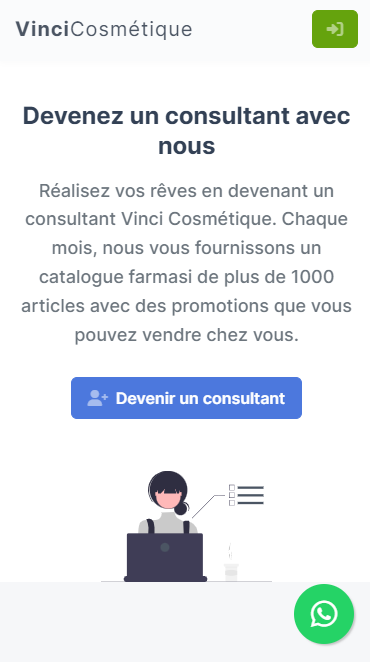 VinciCosmétique
Devenez un consultant avec
nous
Réalisez vos rêves en devenant un
consultant Vinci Cosmétique. Chaque
mois, nous vous fournissons un
catalogue farmasi de plus de 1000
articles avec des promotions que vous
pouvez vendre chez vous.
Devenir un consultant